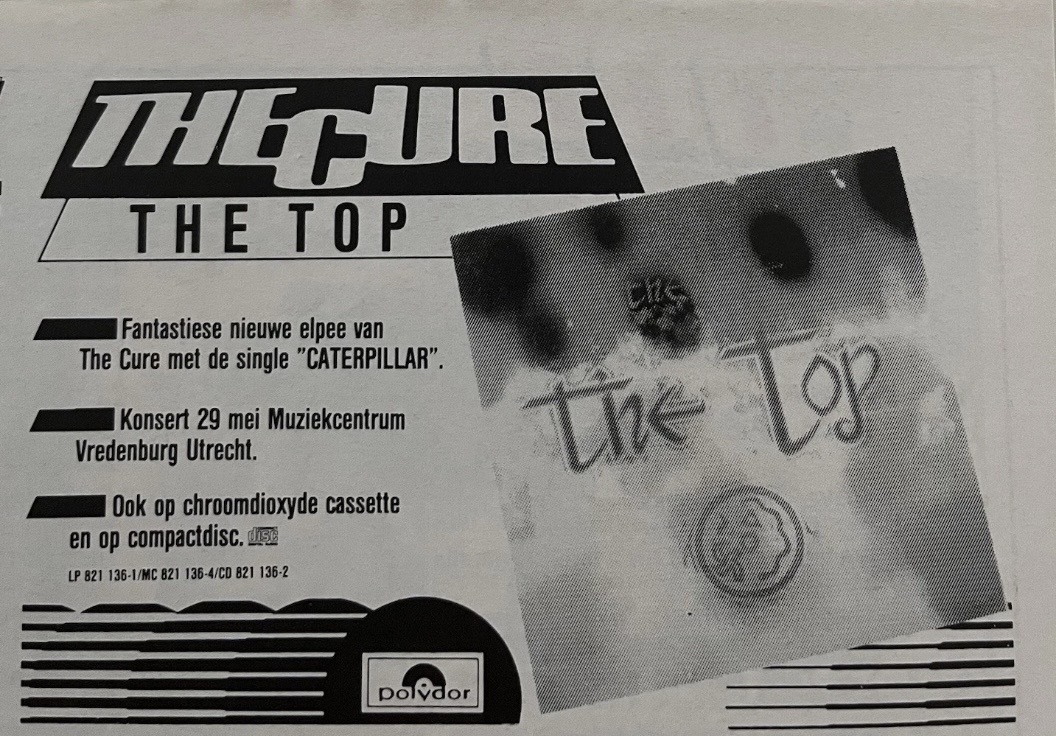 THE CURE
THE TOP
Fantastiese nieuwe elpee van
The Cure met de single "CATERPILLAR".
Konsert 29 mei Muziekcentrum
Vredenburg Utrecht.
Ook op chroomdioxyde cassette
en op compactdisc. disc
LP 821 136-1/MC 821 136-4/CD 821 136-2
polydor
the top